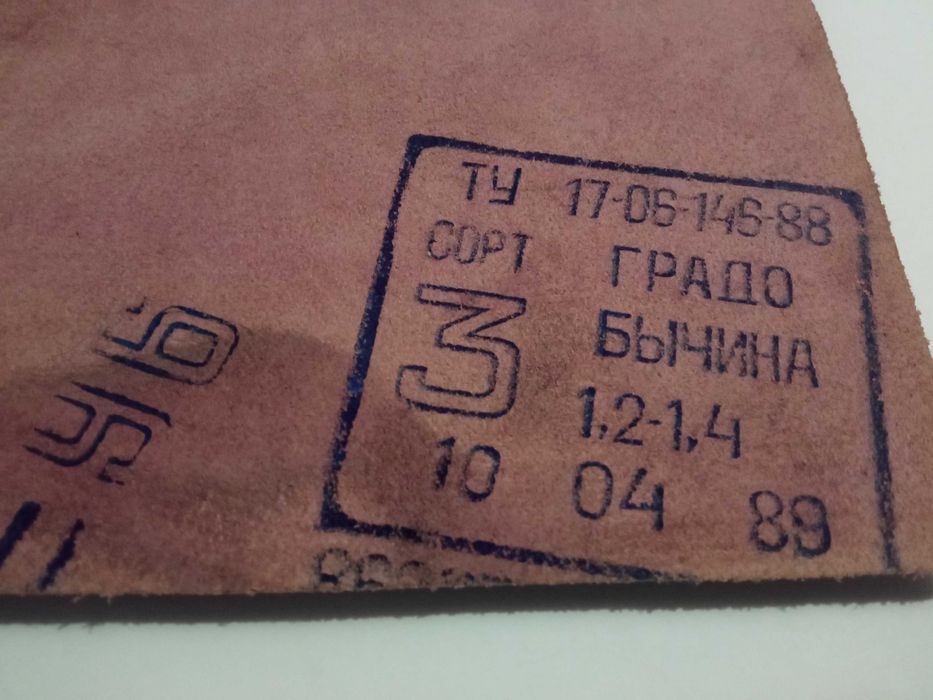 ТУ 17-06-146-88
СОРТ ГРАДО
3 БЫЧИНА
1,2-1,4
10 04 89